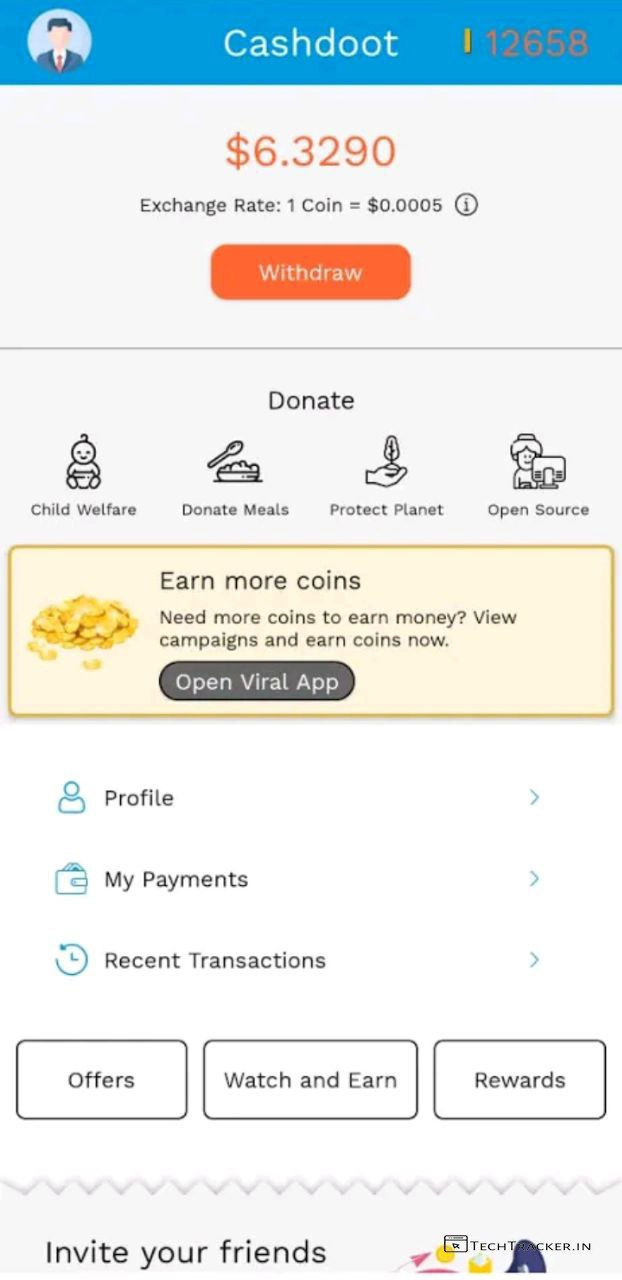 Cashdoot
12658
$6.3290
Exchange Rate: 1 Coin = $0.0005
Withdraw
Donate
Child Welfare
Donate Meals
Protect Planet
Open Source
Earn more coins
Need more coins to earn money? View
campaigns and earn coins now.
Open Viral App
Profile
My Payments
Recent Transactions
Offers
Watch and Earn
Rewards
Invite your friends
TECHTRACKER.IN